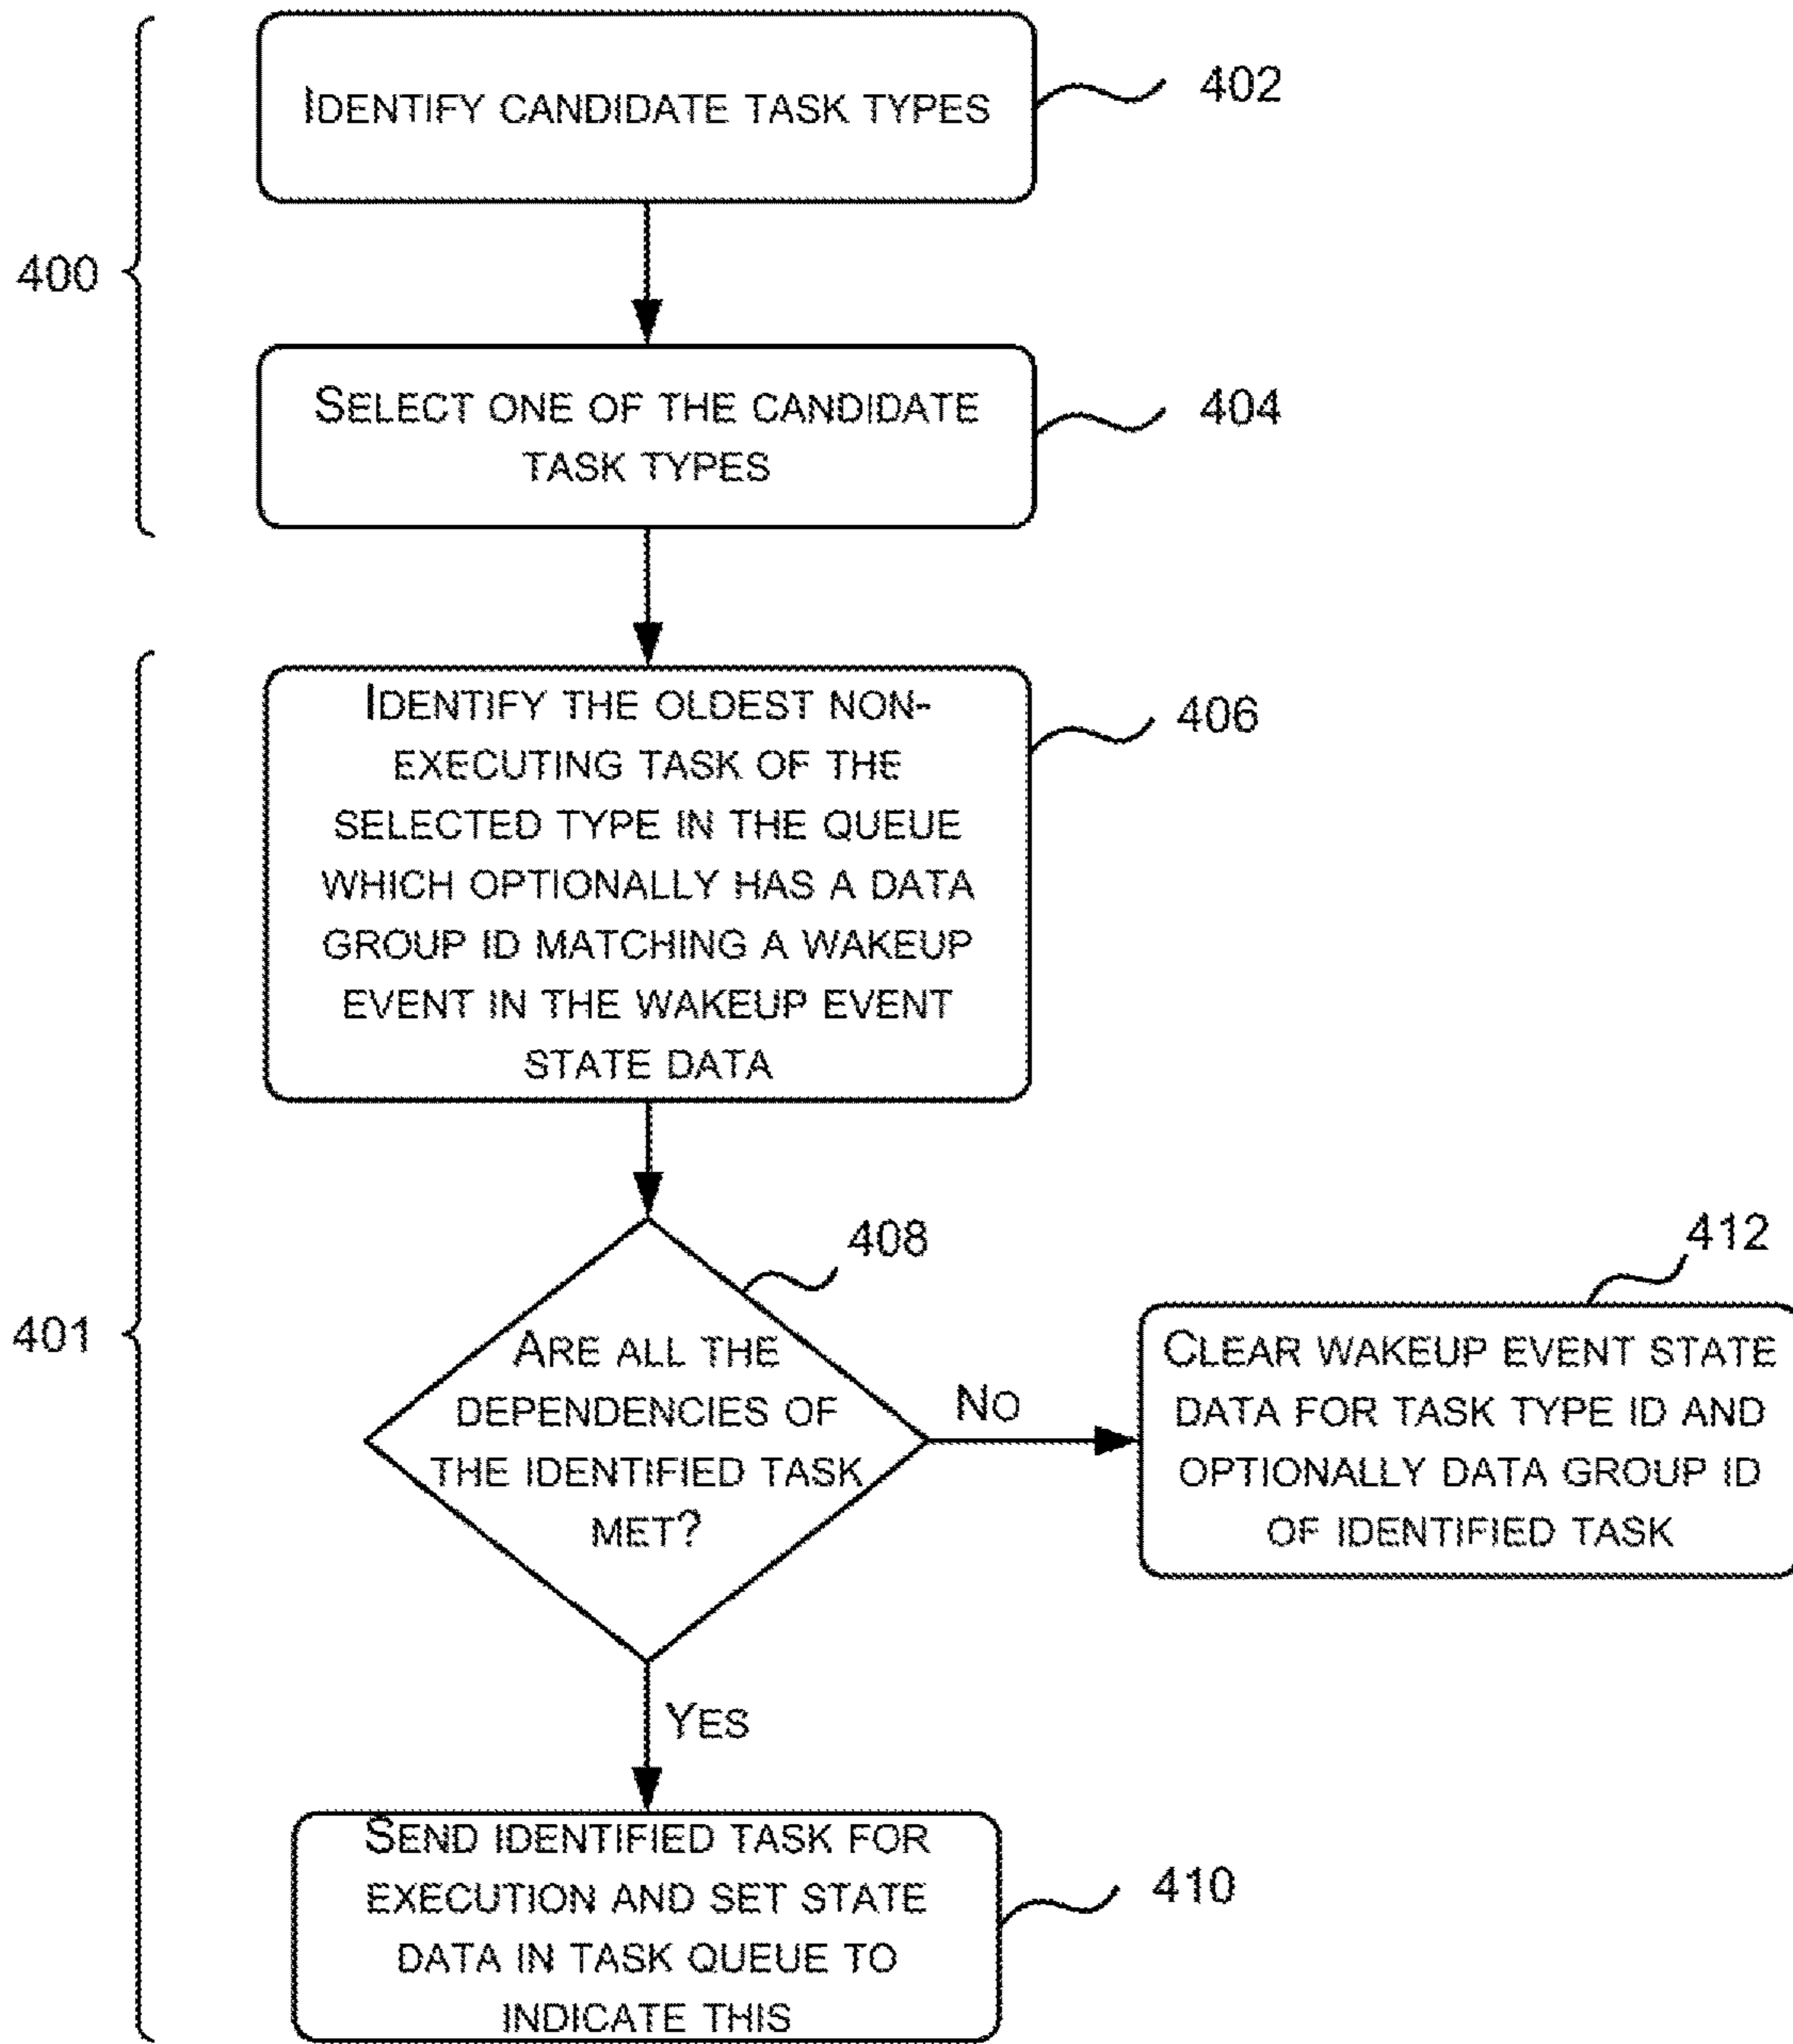 IDENTIFY CANDIDATE TASK TYPES
402
400
SELECT ONE OF THE CANDIDATE
TASK TYPES
404
IDENTIFY THE OLDEST NON-
EXECUTING TASK OF THE
SELECTED TYPE IN THE QUEUE
WHICH OPTIONALLY HAS A DATA
GROUP ID MATCHING A WAKEUP
EVENT IN THE WAKEUP EVENT
STATE DATA
406
401
408
ARE ALL THE
DEPENDENCIES OF
THE IDENTIFIED TASK
MET?
NO
412
CLEAR WAKEUP EVENT STATE
DATA FOR TASK TYPE ID AND
OPTIONALLY DATA GROUP ID
OF IDENTIFIED TASK
YES
SEND IDENTIFIED TASK FOR
EXECUTION AND SET STATE
DATA IN TASK QUEUE TO
INDICATE THIS
410